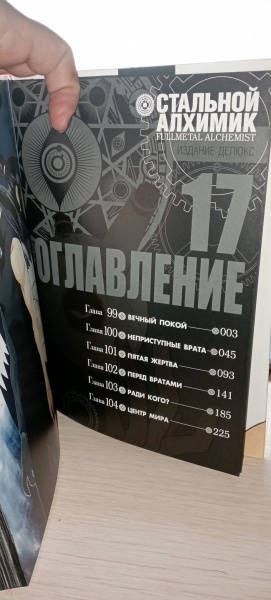 СТАЛЬНОЙ
АЛХИМИК
FULLMETAL ALCHEMIST
ИЗДАНИЕ ДЕЛЮКС
17
ОГЛАВЛЕНИЕ
Глава 99 ВЕЧНЫЙ ПОКОЙ 003
Глава 100 НЕПРИСТУПНЫЕ ВРАТА 045
Глава 101 ПЯТАЯ ЖЕРТВА 093
Глава 102 ПЕРЕД ВРАТАМИ 141
Глава 103 РАДИ КОГО? 185
Глава 104 ЦЕНТР МИРА 225